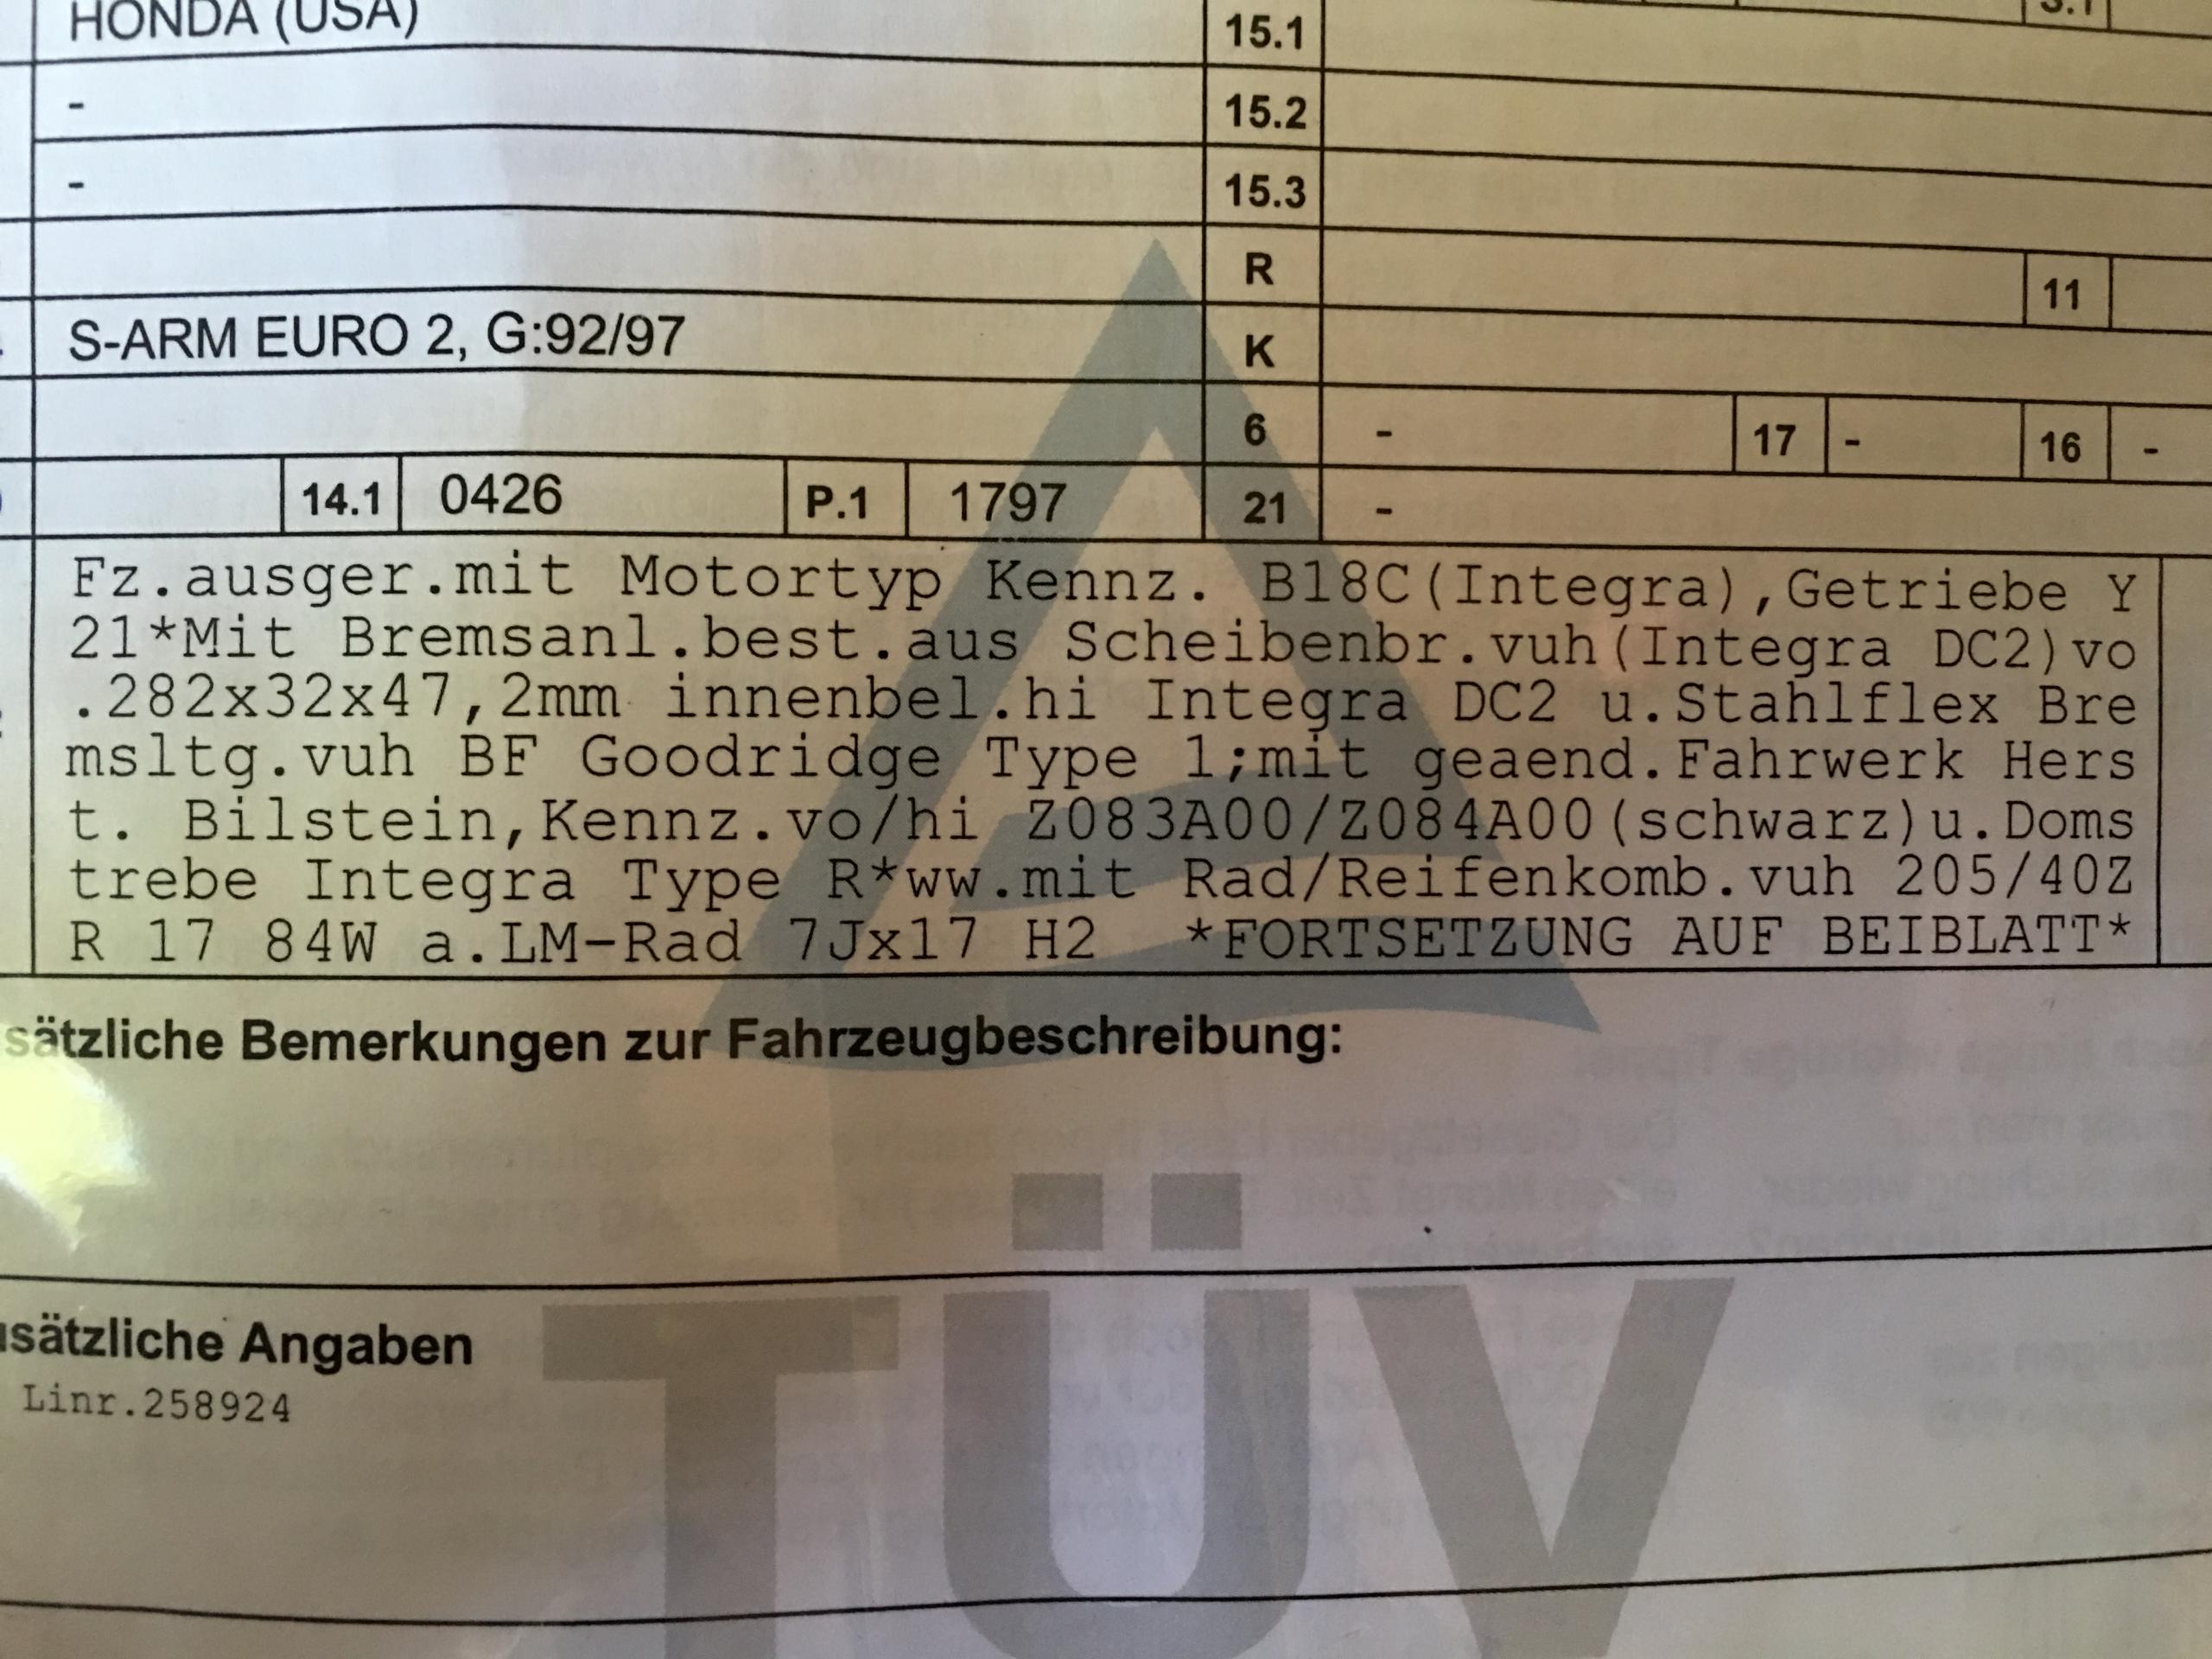 HONDA (USA) 15.1
- 15.2
- 15.3
R 11
S-ARM EURO 2, G:92/97 K
6 - 17 - 16 -
14.1 0426 P.1 1797 21 -
Fz.ausger.mit Motortyp Kennz. B18C(Integra),Getriebe Y
21*Mit Bremsanl.best.aus Scheibenbr.vuh(Integra DC2)vo
.282x32x47,2mm innenbel.hi Integra DC2 u.Stahlflex Bre
msltg.vuh BF Goodridge Type 1;mit geaend.Fahrwerk Hers
t. Bilstein,Kennz.vo/hi Z083A00/Z084A00(schwarz)u.Doms
trebe Integra Type R*ww.mit Rad/Reifenkomb.vuh 205/40Z
R 17 84W a.LM-Rad 7Jx17 H2 *FORTSETZUNG AUF BEIBLATT*
sätzliche Bemerkungen zur Fahrzeugbeschreibung:
sätzliche Angaben
Linr.258924
TÜV